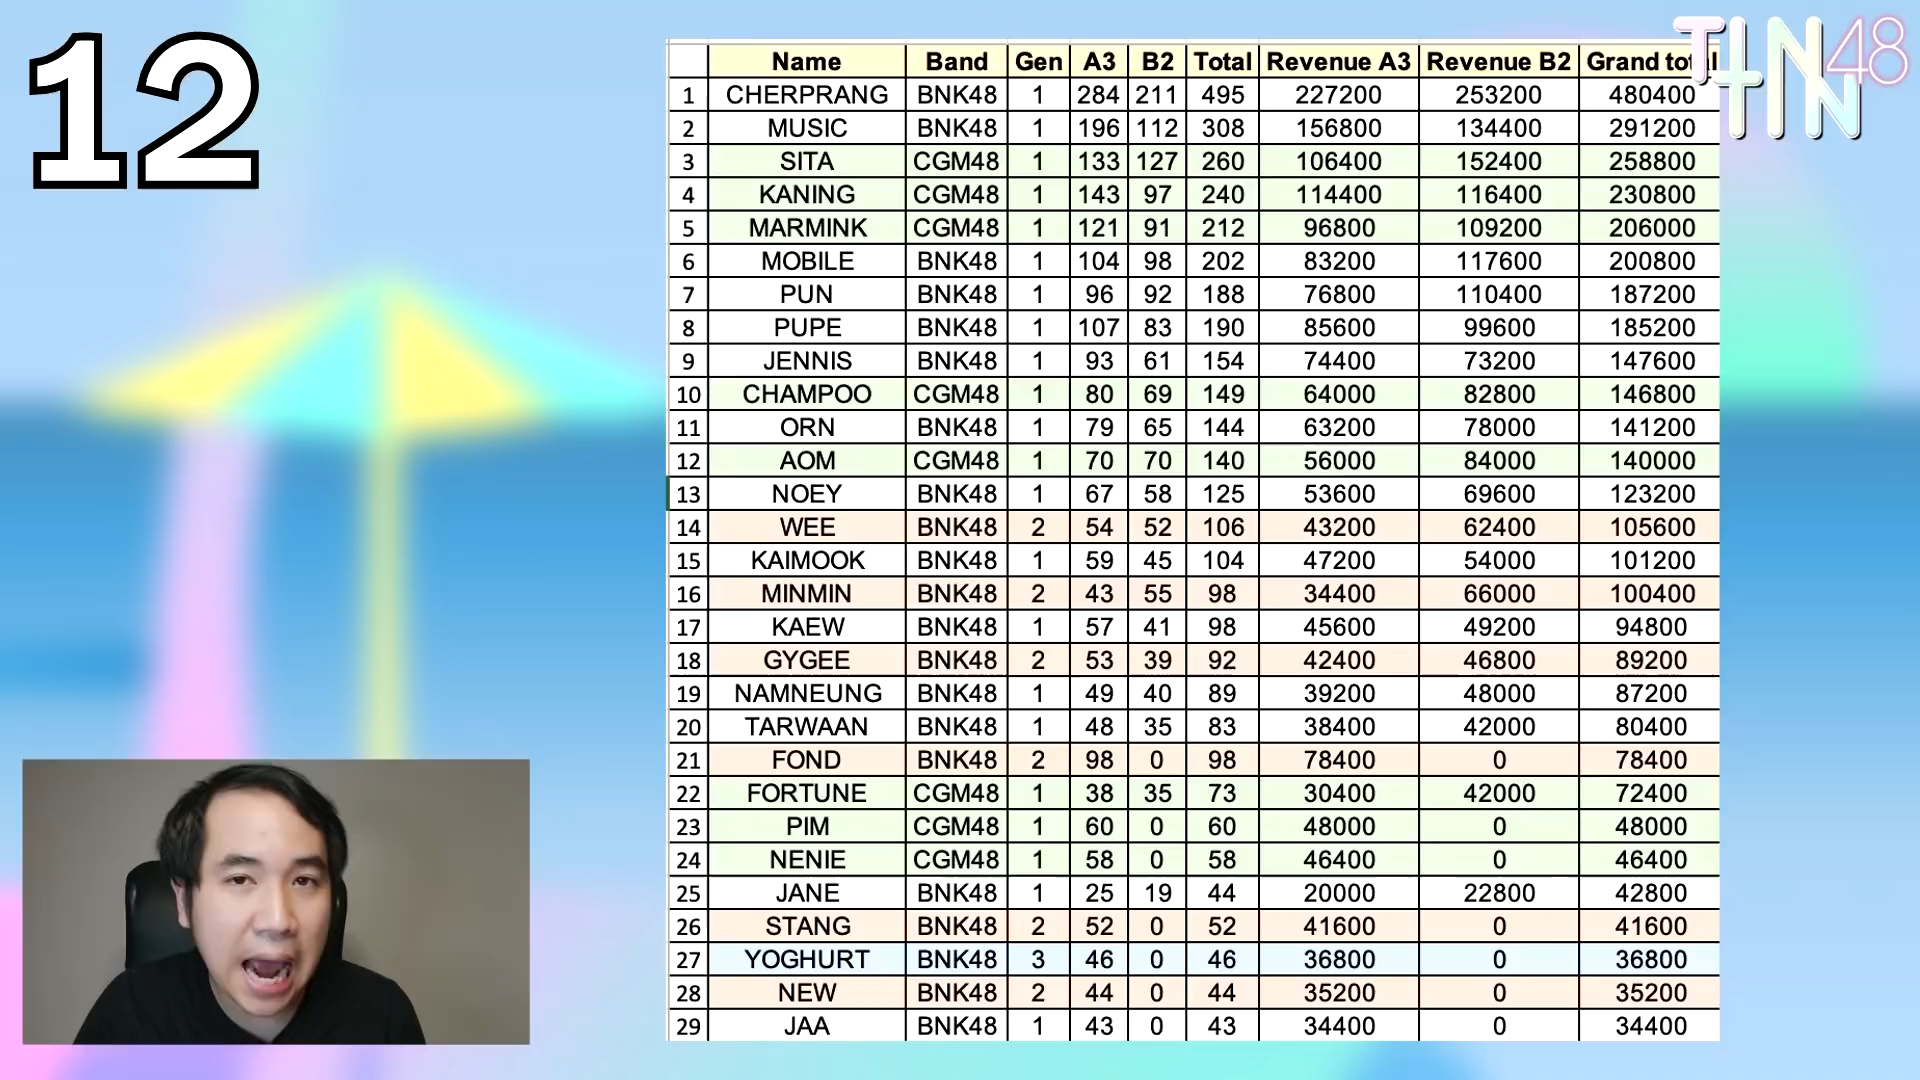 12
TIN48
TIN
Name Band Gen A3 B2 Total Revenue A3 Revenue B2 Grand total
1 CHERPRANG BNK48 1 284 211 495 227200 253200 480400
2 MUSIC BNK48 1 196 112 308 156800 134400 291200
3 SITA CGM48 1 133 127 260 106400 152400 258800
4 KANING CGM48 1 143 97 240 114400 116400 230800
5 MARMINK CGM48 1 121 91 212 96800 109200 206000
6 MOBILE BNK48 1 104 98 202 83200 117600 200800
7 PUN BNK48 1 96 92 188 76800 110400 187200
8 PUPE BNK48 1 107 83 190 85600 99600 185200
9 JENNIS BNK48 1 93 61 154 74400 73200 147600
10 CHAMPOO CGM48 1 80 69 149 64000 82800 146800
11 ORN BNK48 1 79 65 144 63200 78000 141200
12 AOM CGM48 1 70 70 140 56000 84000 140000
13 NOEY BNK48 1 67 58 125 53600 69600 123200
14 WEE BNK48 2 54 52 106 43200 62400 105600
15 KAIMOOK BNK48 1 59 45 104 47200 54000 101200
16 MINMIN BNK48 2 43 55 98 34400 66000 100400
17 KAEW BNK48 1 57 41 98 45600 49200 94800
18 GYGEE BNK48 2 53 39 92 42400 46800 89200
19 NAMNEUNG BNK48 1 49 40 89 39200 48000 87200
20 TARWAAN BNK48 1 48 35 83 38400 42000 80400
21 FOND BNK48 2 98 0 98 78400 0 78400
22 FORTUNE CGM48 1 38 35 73 30400 42000 72400
23 PIM CGM48 1 60 0 60 48000 0 48000
24 NENIE CGM48 1 58 0 58 46400 0 46400
25 JANE BNK48 1 25 19 44 20000 22800 42800
26 STANG BNK48 2 52 0 52 41600 0 41600
27 YOGHURT BNK48 3 46 0 46 36800 0 36800
28 NEW BNK48 2 44 0 44 35200 0 35200
29 JAA BNK48 1 43 0 43 34400 0 34400